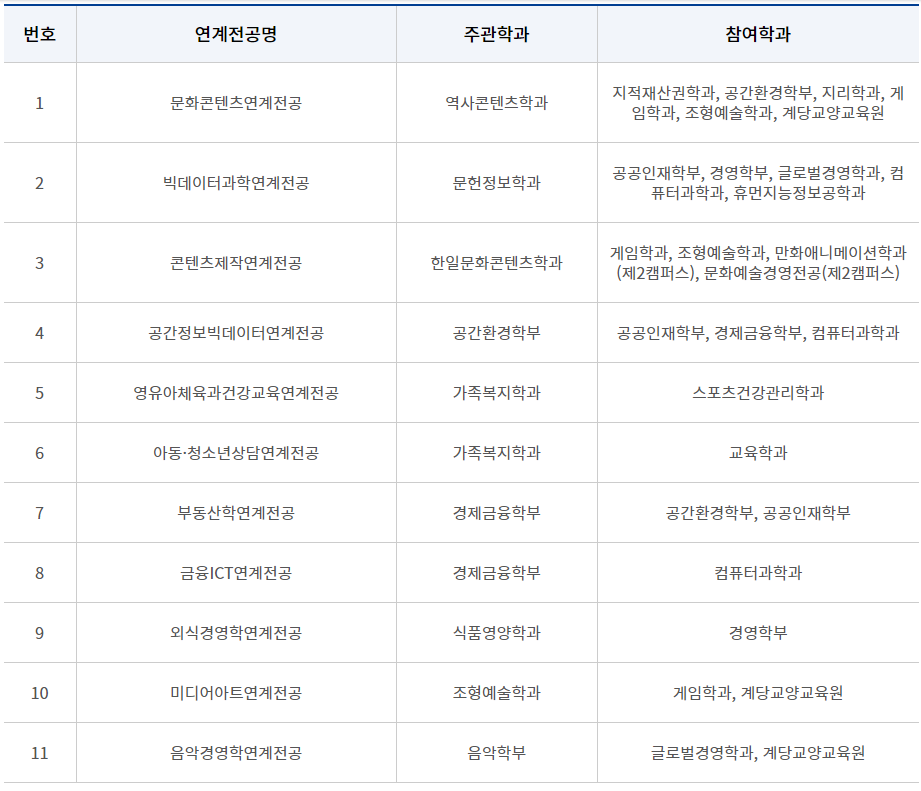 번호 연계전공명 주관학과 참여학과
1 문화콘텐츠연계전공 역사콘텐츠학과 지적재산권학과, 공간환경학부, 지리학과, 게
임학과, 조형예술학과, 계당교양교육원
2 빅데이터과학연계전공 문헌정보학과 공공인재학부, 경영학부, 글로벌경영학과, 컴
퓨터과학과, 휴먼지능정보공학과
3 콘텐츠제작연계전공 한일문화콘텐츠학과 게임학과, 조형예술학과, 만화애니메이션학과
(제2캠퍼스), 문화예술경영전공(제2캠퍼스)
4 공간정보빅데이터연계전공 공간환경학부 공공인재학부, 경제금융학부, 컴퓨터과학과
5 영유아체육과건강교육연계전공 가족복지학과 스포츠건강관리학과
6 아동·청소년상담연계전공 가족복지학과 교육학과
7 부동산학연계전공 경제금융학부 공간환경학부, 공공인재학부
8 금융ICT연계전공 경제금융학부 컴퓨터과학과
9 외식경영학연계전공 식품영양학과 경영학부
10 미디어아트연계전공 조형예술학과 게임학과, 계당교양교육원
11 음악경영학연계전공 음악학부 글로벌경영학과, 계당교양교육원